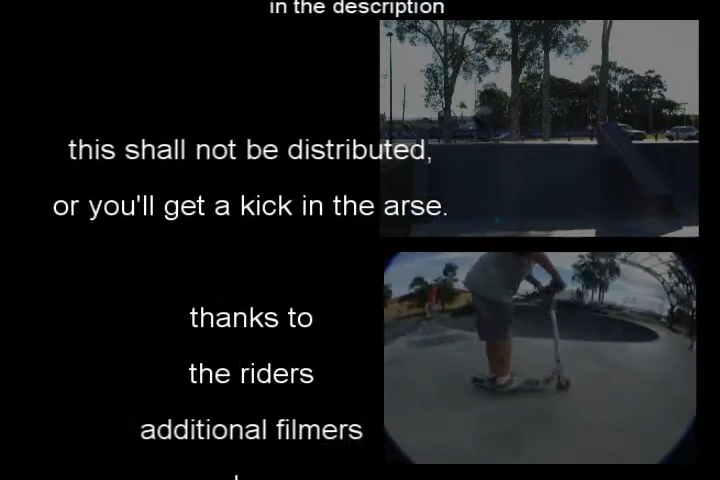 in the description
this shall not be distributed,
or you'll get a kick in the arse.
thanks to
the riders
additional filmers